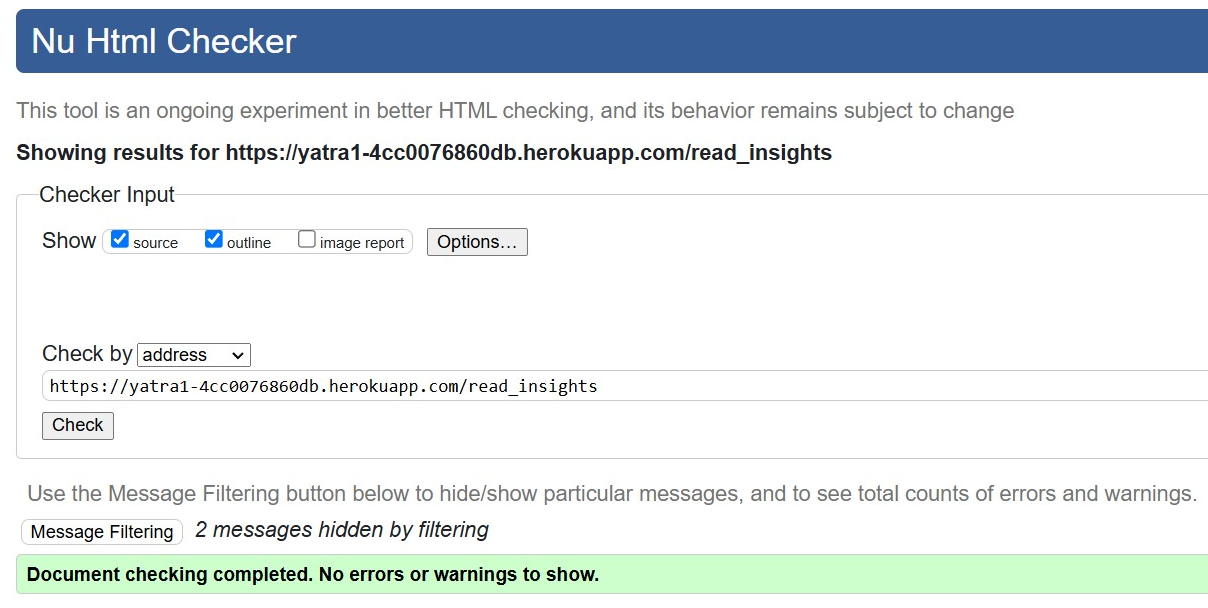 Nu Html Checker
This tool is an ongoing experiment in better HTML checking, and its behavior remains subject to change
Showing results for https://yatra1-4cc0076860db.herokuapp.com/read_insights
Checker Input
Show source outline image report Options…
Check by address
https://yatra1-4cc0076860db.herokuapp.com/read_insights
Check
Use the Message Filtering button below to hide/show particular messages, and to see total counts of errors and warnings.
Message Filtering 2 messages hidden by filtering
Document checking completed. No errors or warnings to show.